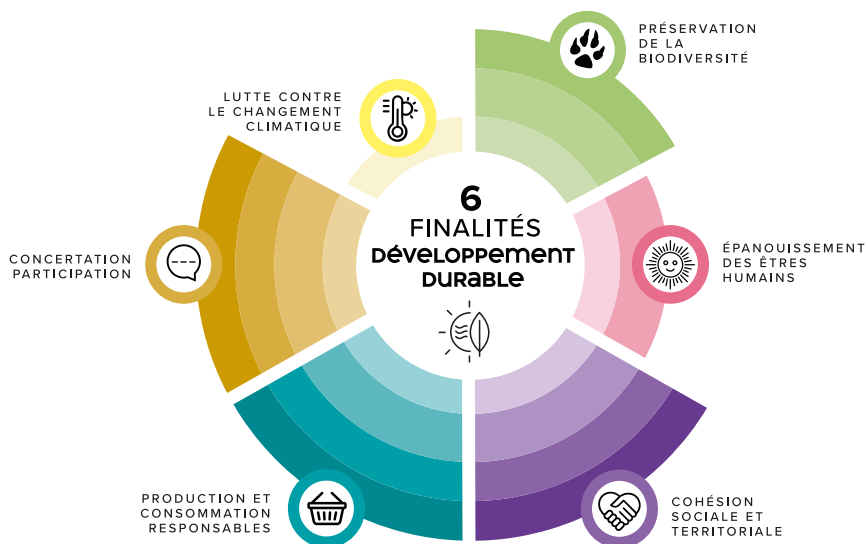 6
FINALITÉS
DÉVELOPPEMENT
DURABLE
PRÉSERVATION
DE LA
BIODIVERSITÉ
ÉPANOUISSEMENT
DES ÊTRES
HUMAINS
COHÉSION
SOCIALE ET
TERRITORIALE
PRODUCTION ET
CONSOMMATION
RESPONSABLES
CONCERTATION
PARTICIPATION
LUTTE CONTRE
LE CHANGEMENT
CLIMATIQUE